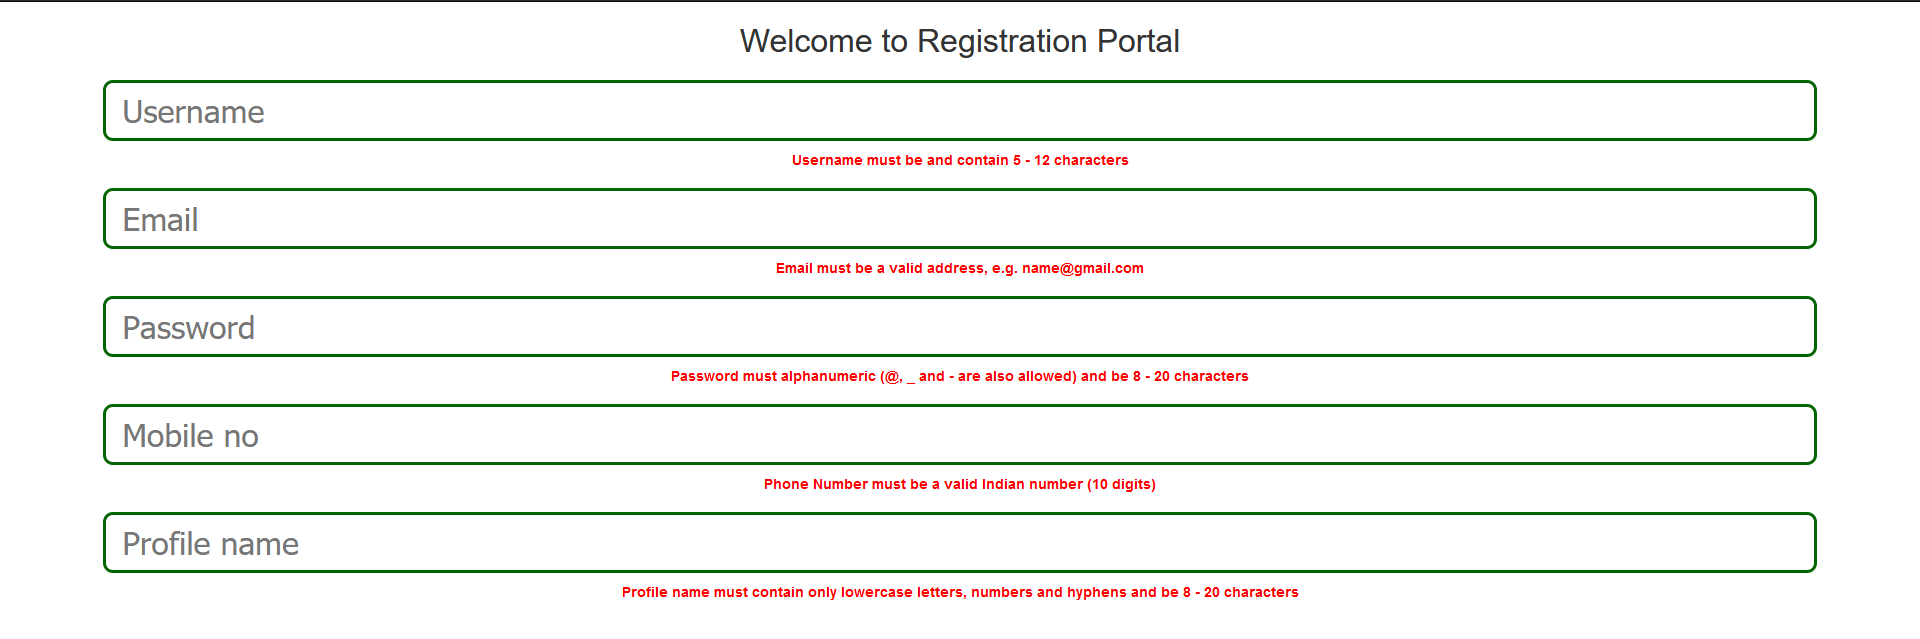 Welcome to Registration Portal
Username
Username must be and contain 5 - 12 characters
Email
Email must be a valid address, e.g. name@gmail.com
Password
Password must alphanumeric (@, _ and - are also allowed) and be 8 - 20 characters
Mobile no
Phone Number must be a valid Indian number (10 digits)
Profile name
Profile name must contain only lowercase letters, numbers and hyphens and be 8 - 20 characters